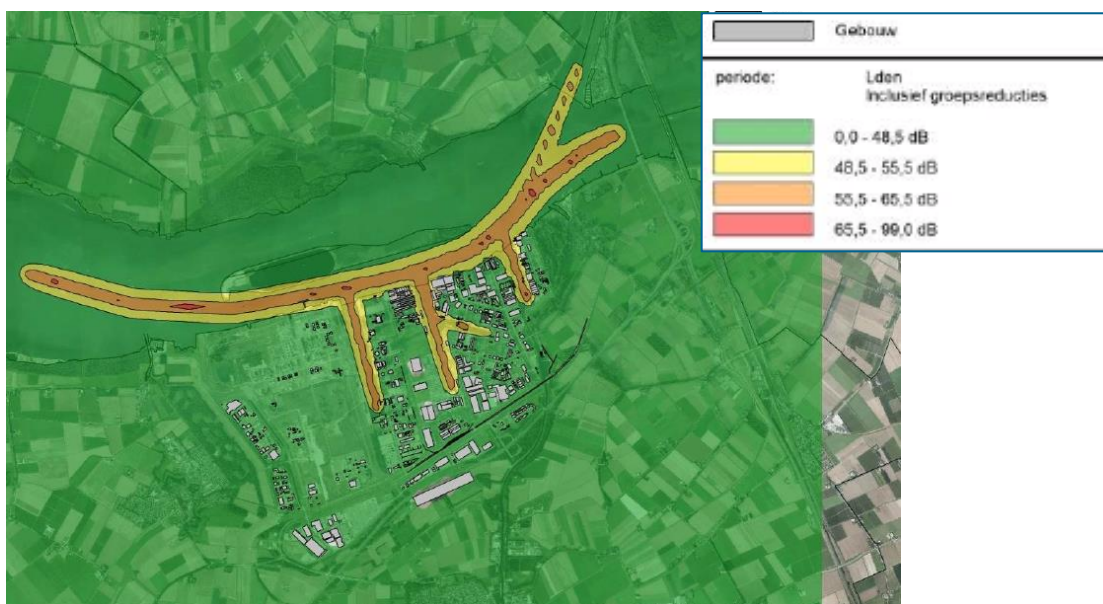 Gebouw
periode: Lden
Inclusief groepsreducties
0,0 - 48,5 dB
48,5 - 55,5 dB
55,5 - 65,5 dB
65,5 - 99,0 dB